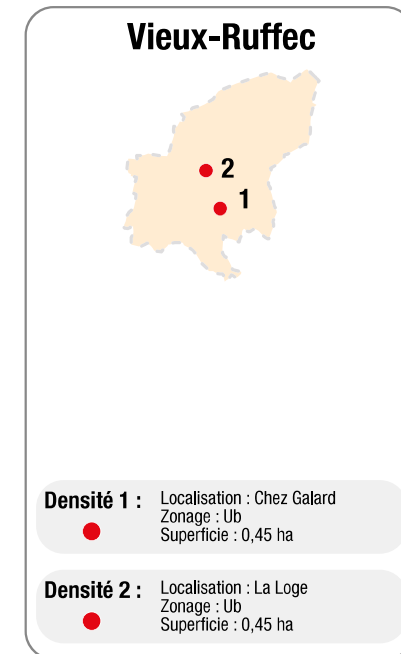 Vieux-Ruffec
2
1
Densité 1 :
Localisation : Chez Galard
Zonage : Ub
Superficie : 0,45 ha
Densité 2 :
Localisation : La Loge
Zonage : Ub
Superficie : 0,45 ha